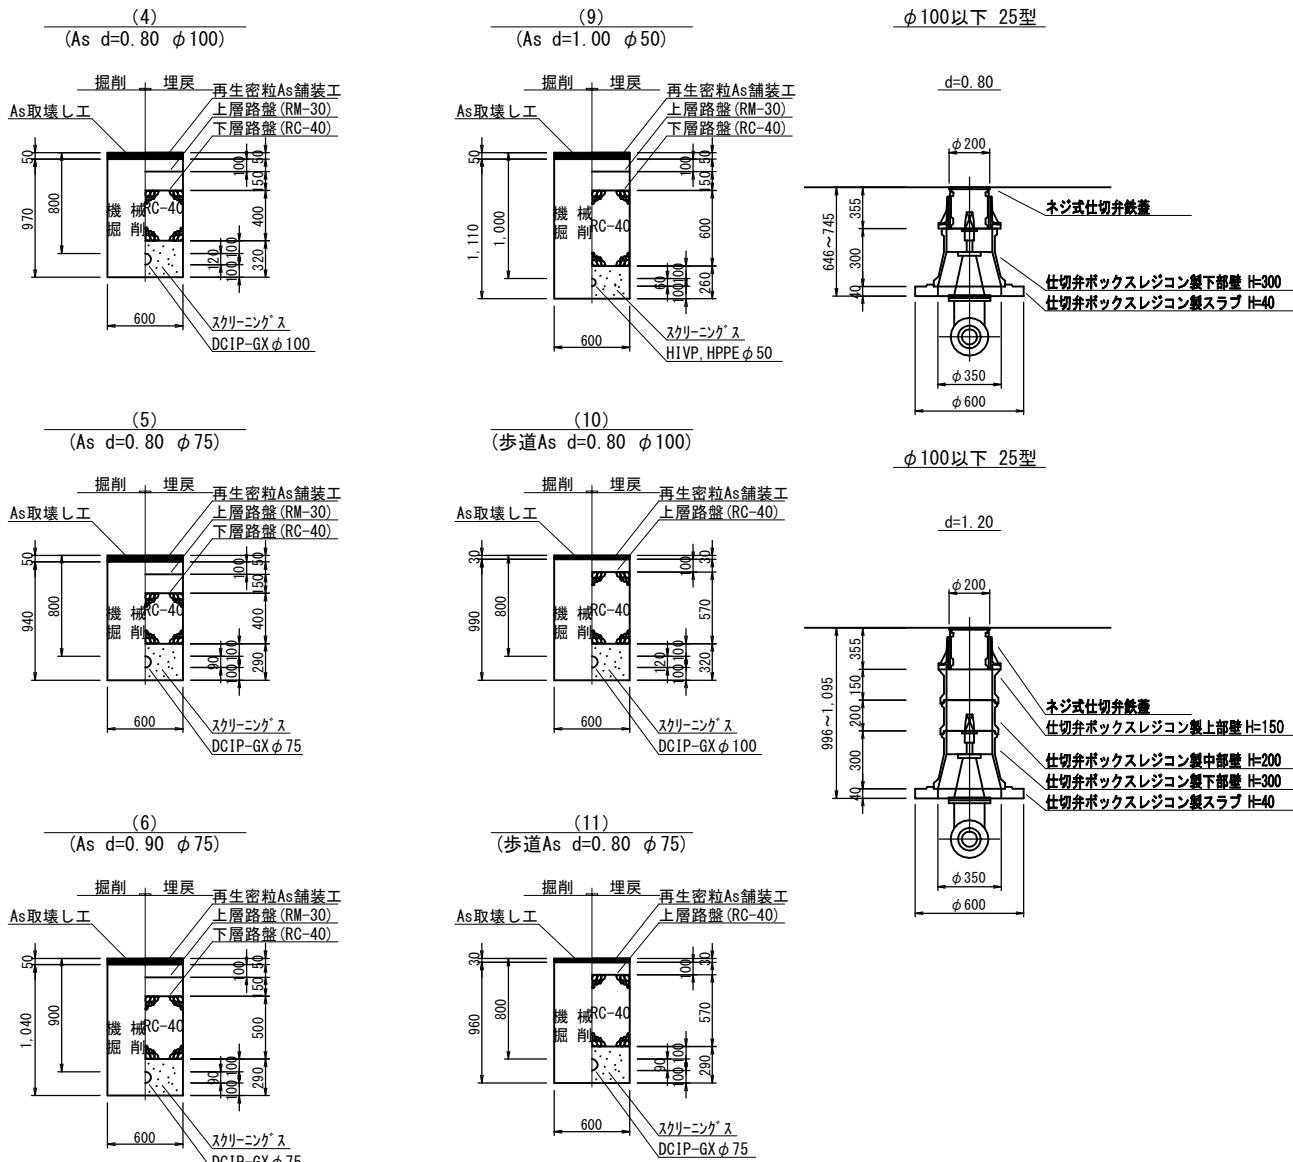 (4)
(As d=0.80 φ100)
掘削 埋戻
再生密粒As舗装工
As取壊し工
上層路盤(RM-30)
下層路盤(RC-40)
50
970
800
機械
掘削
RC-40
100
50
150
400
100
120
100
320
600
スクリーニングス
DCIP-GXφ100
(9)
(As d=1.00 φ50)
掘削 埋戻
再生密粒As舗装工
As取壊し工
上層路盤(RM-30)
下層路盤(RC-40)
50
1,110
1,000
機械
掘削
RC-40
100
50
150
600
100
60
100
260
600
スクリーニングス
HIVP,HPPEφ50
φ100以下 25型
d=0.80
φ200
646～745
355
300
40
ネジ式仕切弁鉄蓋
仕切弁ボックスレジコン製下部壁 H=300
仕切弁ボックスレジコン製スラブ H=40
φ350
φ600
(5)
(As d=0.80 φ75)
掘削 埋戻
再生密粒As舗装工
As取壊し工
上層路盤(RM-30)
下層路盤(RC-40)
50
940
800
機械
掘削
RC-40
100
50
150
400
100
90
100
290
600
スクリーニングス
DCIP-GXφ75
(10)
(歩道As d=0.80 φ100)
掘削 埋戻
再生密粒As舗装工
As取壊し工
上層路盤(RC-40)
30
990
800
機械
掘削
RC-40
100
30
570
100
120
100
320
600
スクリーニングス
DCIP-GXφ100
φ100以下 25型
d=1.20
φ200
996～1,095
355
150
200
300
40
ネジ式仕切弁鉄蓋
仕切弁ボックスレジコン製上部壁 H=150
仕切弁ボックスレジコン製中部壁 H=200
仕切弁ボックスレジコン製下部壁 H=300
仕切弁ボックスレジコン製スラブ H=40
φ350
φ600
(6)
(As d=0.90 φ75)
掘削 埋戻
再生密粒As舗装工
As取壊し工
上層路盤(RM-30)
下層路盤(RC-40)
50
1,040
900
機械
掘削
RC-40
100
50
150
500
100
90
100
290
600
スクリーニングス
DCIP-GXφ75
(11)
(歩道As d=0.80 φ75)
掘削 埋戻
再生密粒As舗装工
As取壊し工
上層路盤(RC-40)
30
960
800
機械
掘削
RC-40
100
30
570
100
90
100
290
600
スクリーニングス
DCIP-GXφ75